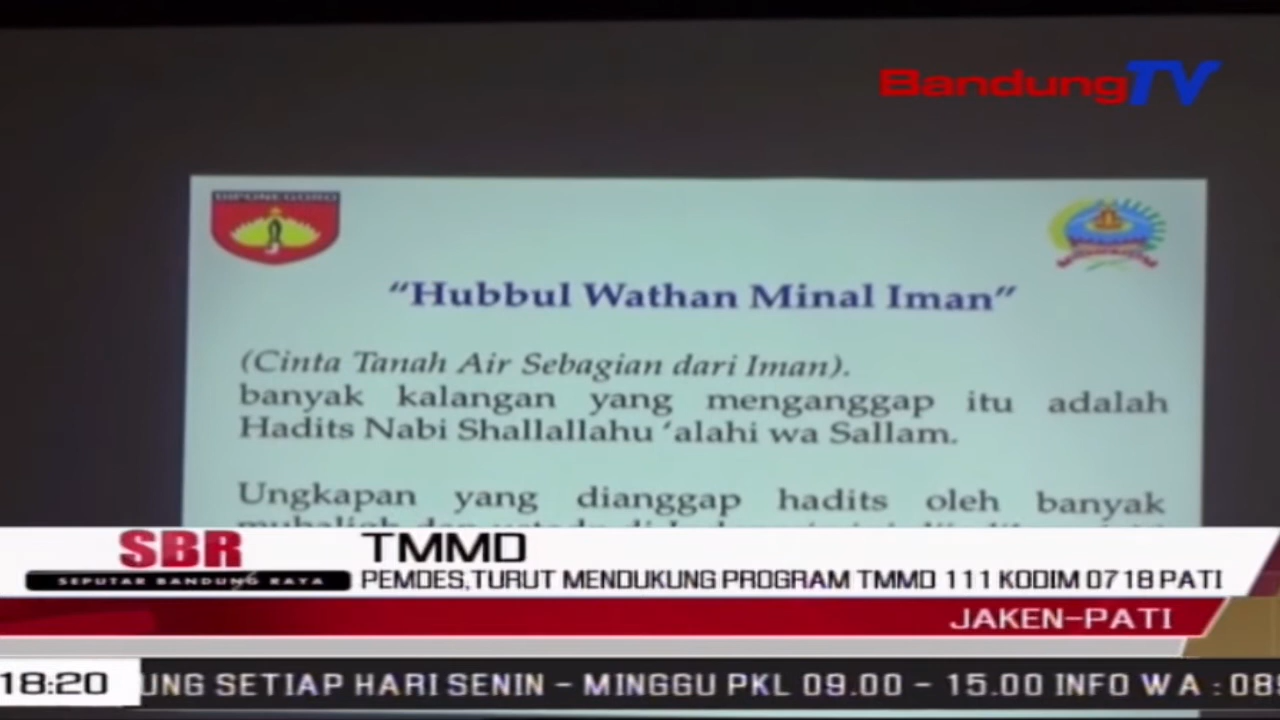 BandungTV
DIPONEGORO
“Hubbul Wathan Minal Iman”
(Cinta Tanah Air Sebagian dari Iman).
banyak kalangan yang menganggap itu adalah
Hadits Nabi Shallallahu ‘alahi wa Sallam.
Ungkapan yang dianggap hadits oleh banyak
SBR
SEPUTAR BANDUNG RAYA
TMMD
PEMDES,TURUT MENDUKUNG PROGRAM TMMD 111 KODIM 0718 PATI
JAKEN-PATI
18:20
UNG SETIAP HARI SENIN - MINGGU PKL 09.00 - 15.00 INFO WA : 089